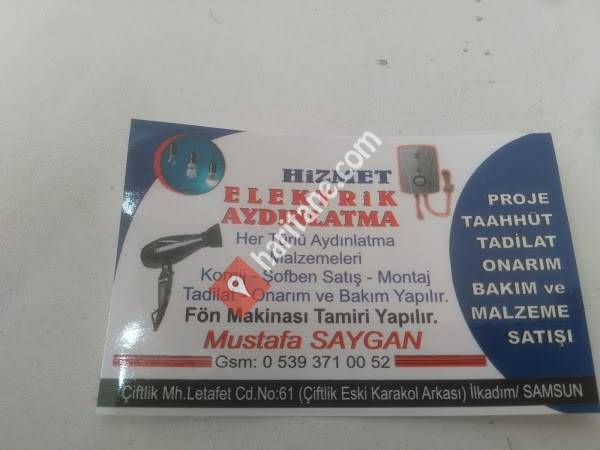 HİZMET
ELEKTRİK
AYDINLATMA
Her Türlü Aydınlatma
Malzemeleri
Kombi - Şofben Satış - Montaj
Tadilat - Onarım ve Bakım Yapılır.
Fön Makinası Tamiri Yapılır.
Mustafa SAYGAN
Gsm: 0 539 371 00 52
PROJE
TAAHHÜT
TADİLAT
ONARIM
BAKIM ve
MALZEME
SATIŞI
Çiftlik Mh.Letafet Cd.No:61 (Çiftlik Eski Karakol Arkası) İlkadım/ SAMSUN
haritane.com